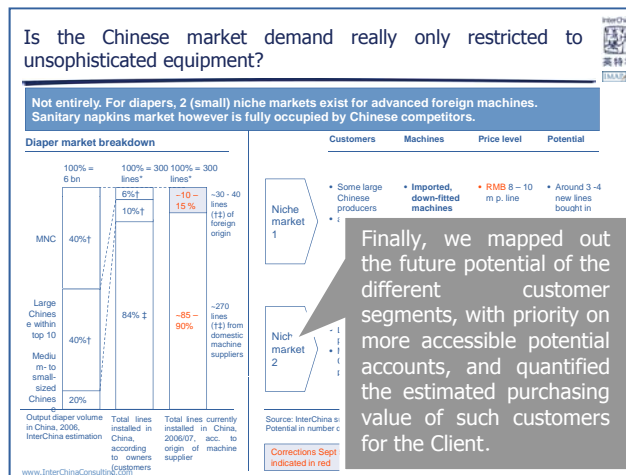 Is the Chinese market demand really only restricted to
unsophisticated equipment?
InterChin
英特
IMAP
Not entirely. For diapers, 2 (small) niche markets exist for advanced foreign machines.
Sanitary napkins market however is fully occupied by Chinese competitors.
Diaper market breakdown
Customers Machines Price level Potential
100% =
6 bn
100% = 300
lines*
100% = 300
lines*
MNC
Large
Chines
e within
top 10
Mediu
m- to
small-
sized
Chines
40%†
40%†
20%
6%†
10%†
84% ‡
~10 –
15 %
~85 –
90%
~30 - 40
lines
(†‡) of
foreign
origin
~270
lines
(†‡) from
domestic
machine
suppliers
Output diaper volume
in China, 2006,
InterChina estimation
Total lines
installed in
China,
according
to owners
(customers
Total lines currently
installed in China,
2006/07, acc. to
origin of machine
supplier
Niche
market
1
• Some large
Chinese
producers
• Imported,
down-fitted
machines
• RMB 8 – 10
m p. line
• Around 3 -4
new lines
bought in
Nich
market
2
Finally, we mapped out
the future potential of the
different customer
segments, with priority on
more accessible potential
accounts, and quantified
the estimated purchasing
value of such customers
for the Client.
Source: InterChina s
Potential in number c
Corrections Sept
indicated in red
www.InterChinaConsulting.com